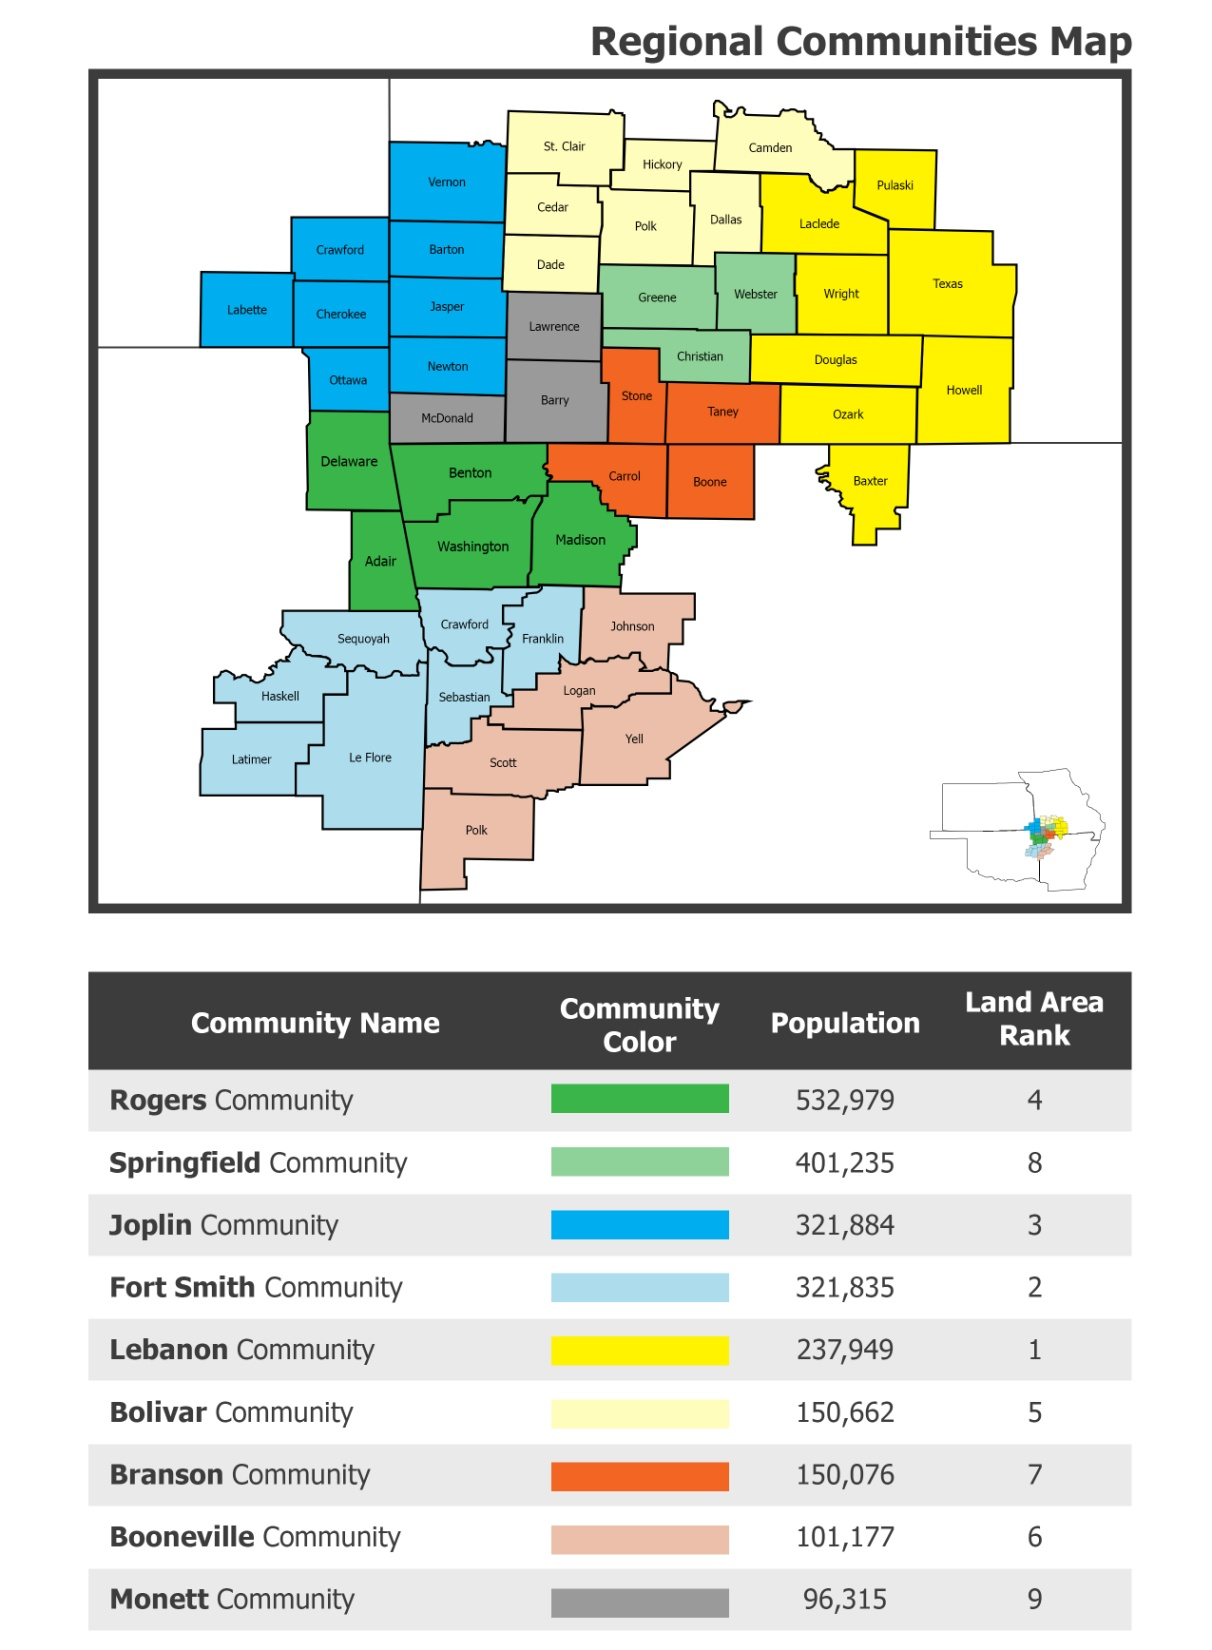 Regional Communities Map
St. Clair
Hickory
Camden
Vernon
Pulaski
Cedar
Polk
Dallas
Laclede
Crawford
Barton
Dade
Texas
Labette
Cherokee
Jasper
Greene
Webster
Wright
Lawrence
Christian
Douglas
Ottawa
Newton
Stone
Howell
McDonald
Barry
Taney
Ozark
Delaware
Benton
Carrol
Boone
Baxter
Adair
Washington
Madison
Sequoyah
Crawford
Franklin
Johnson
Haskell
Sebastian
Logan
Latimer
Le Flore
Scott
Yell
Polk
Community Name
Community
Color
Population
Land Area
Rank
Rogers Community 532,979 4
Springfield Community 401,235 8
Joplin Community 321,884 3
Fort Smith Community 321,835 2
Lebanon Community 237,949 1
Bolivar Community 150,662 5
Branson Community 150,076 7
Booneville Community 101,177 6
Monett Community 96,315 9